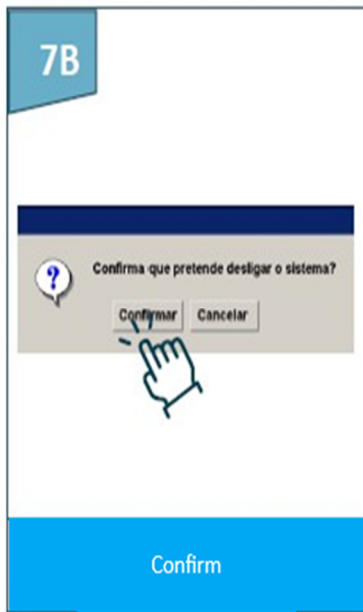 7B
?
Confirma que pretende desligar o sistema?
Confirmar Cancelar
Confirm